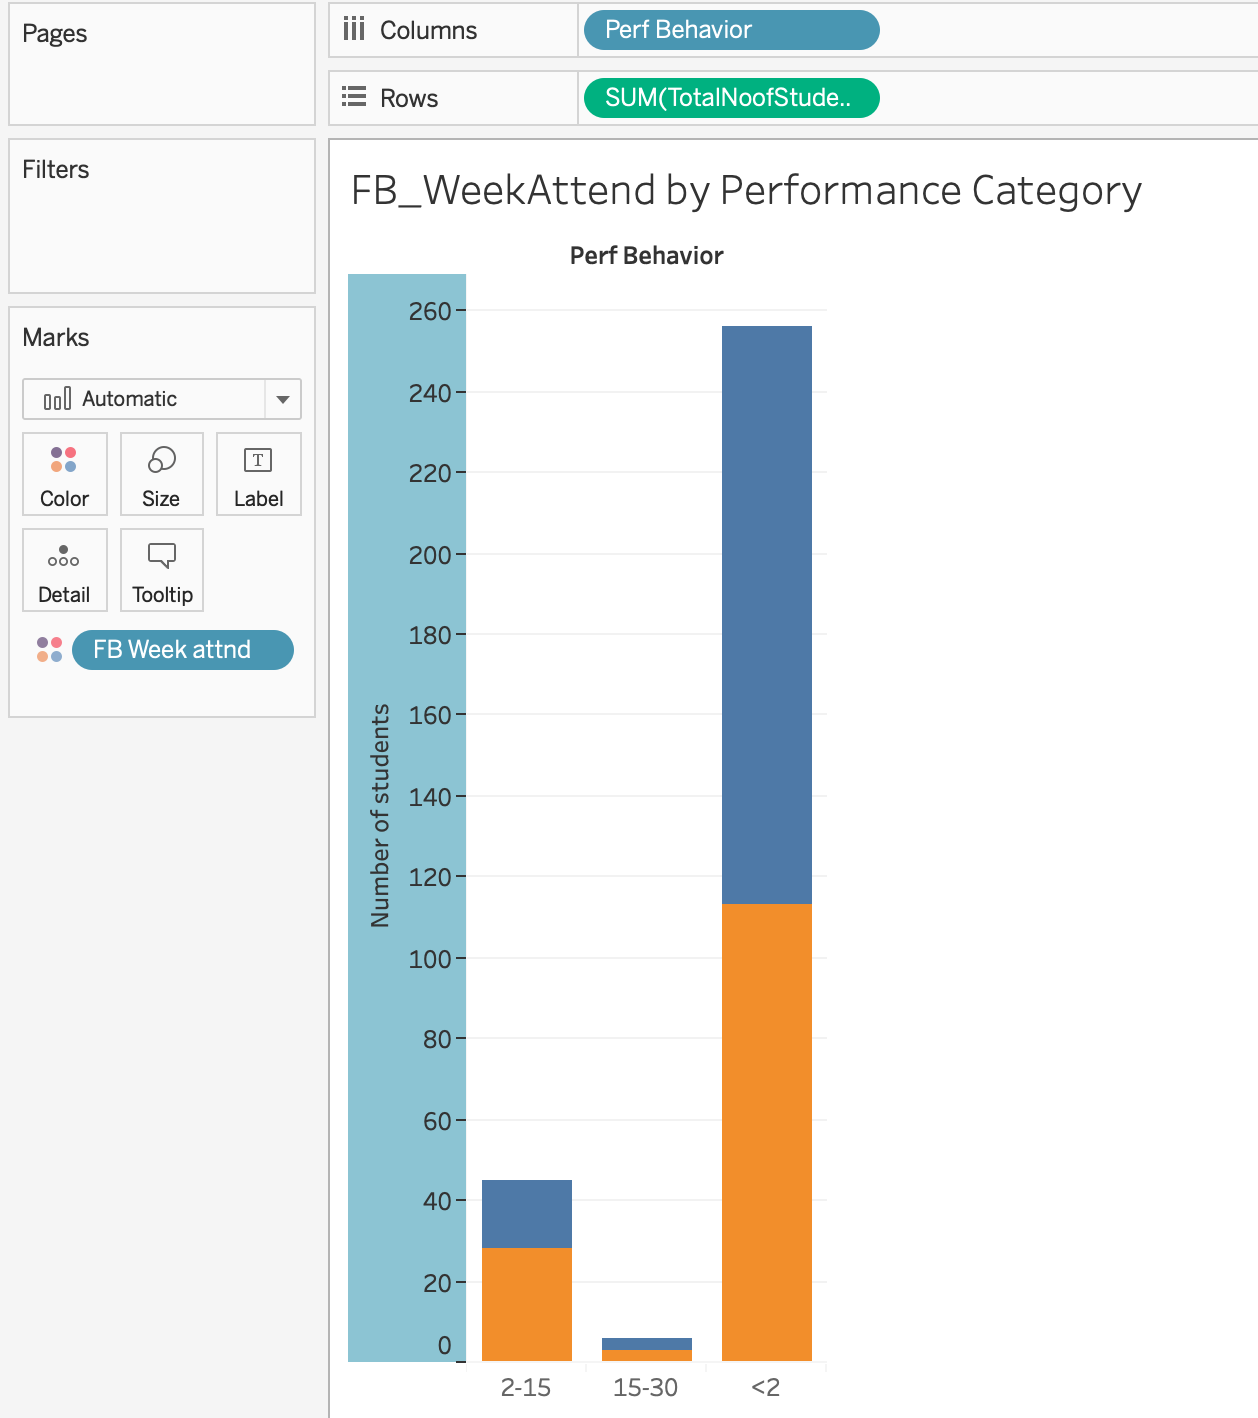 Pages
Columns
Perf Behavior
Rows
SUM(TotalNoofStude..
Filters
Marks
Automatic
Color
Size
T
Label
Detail
Tooltip
FB Week attnd
FB_WeekAttend by Performance Category
Perf Behavior
Number of students
260
240
220
200
180
160
140
120
100
80
60
40
20
0
2-15
15-30
<2